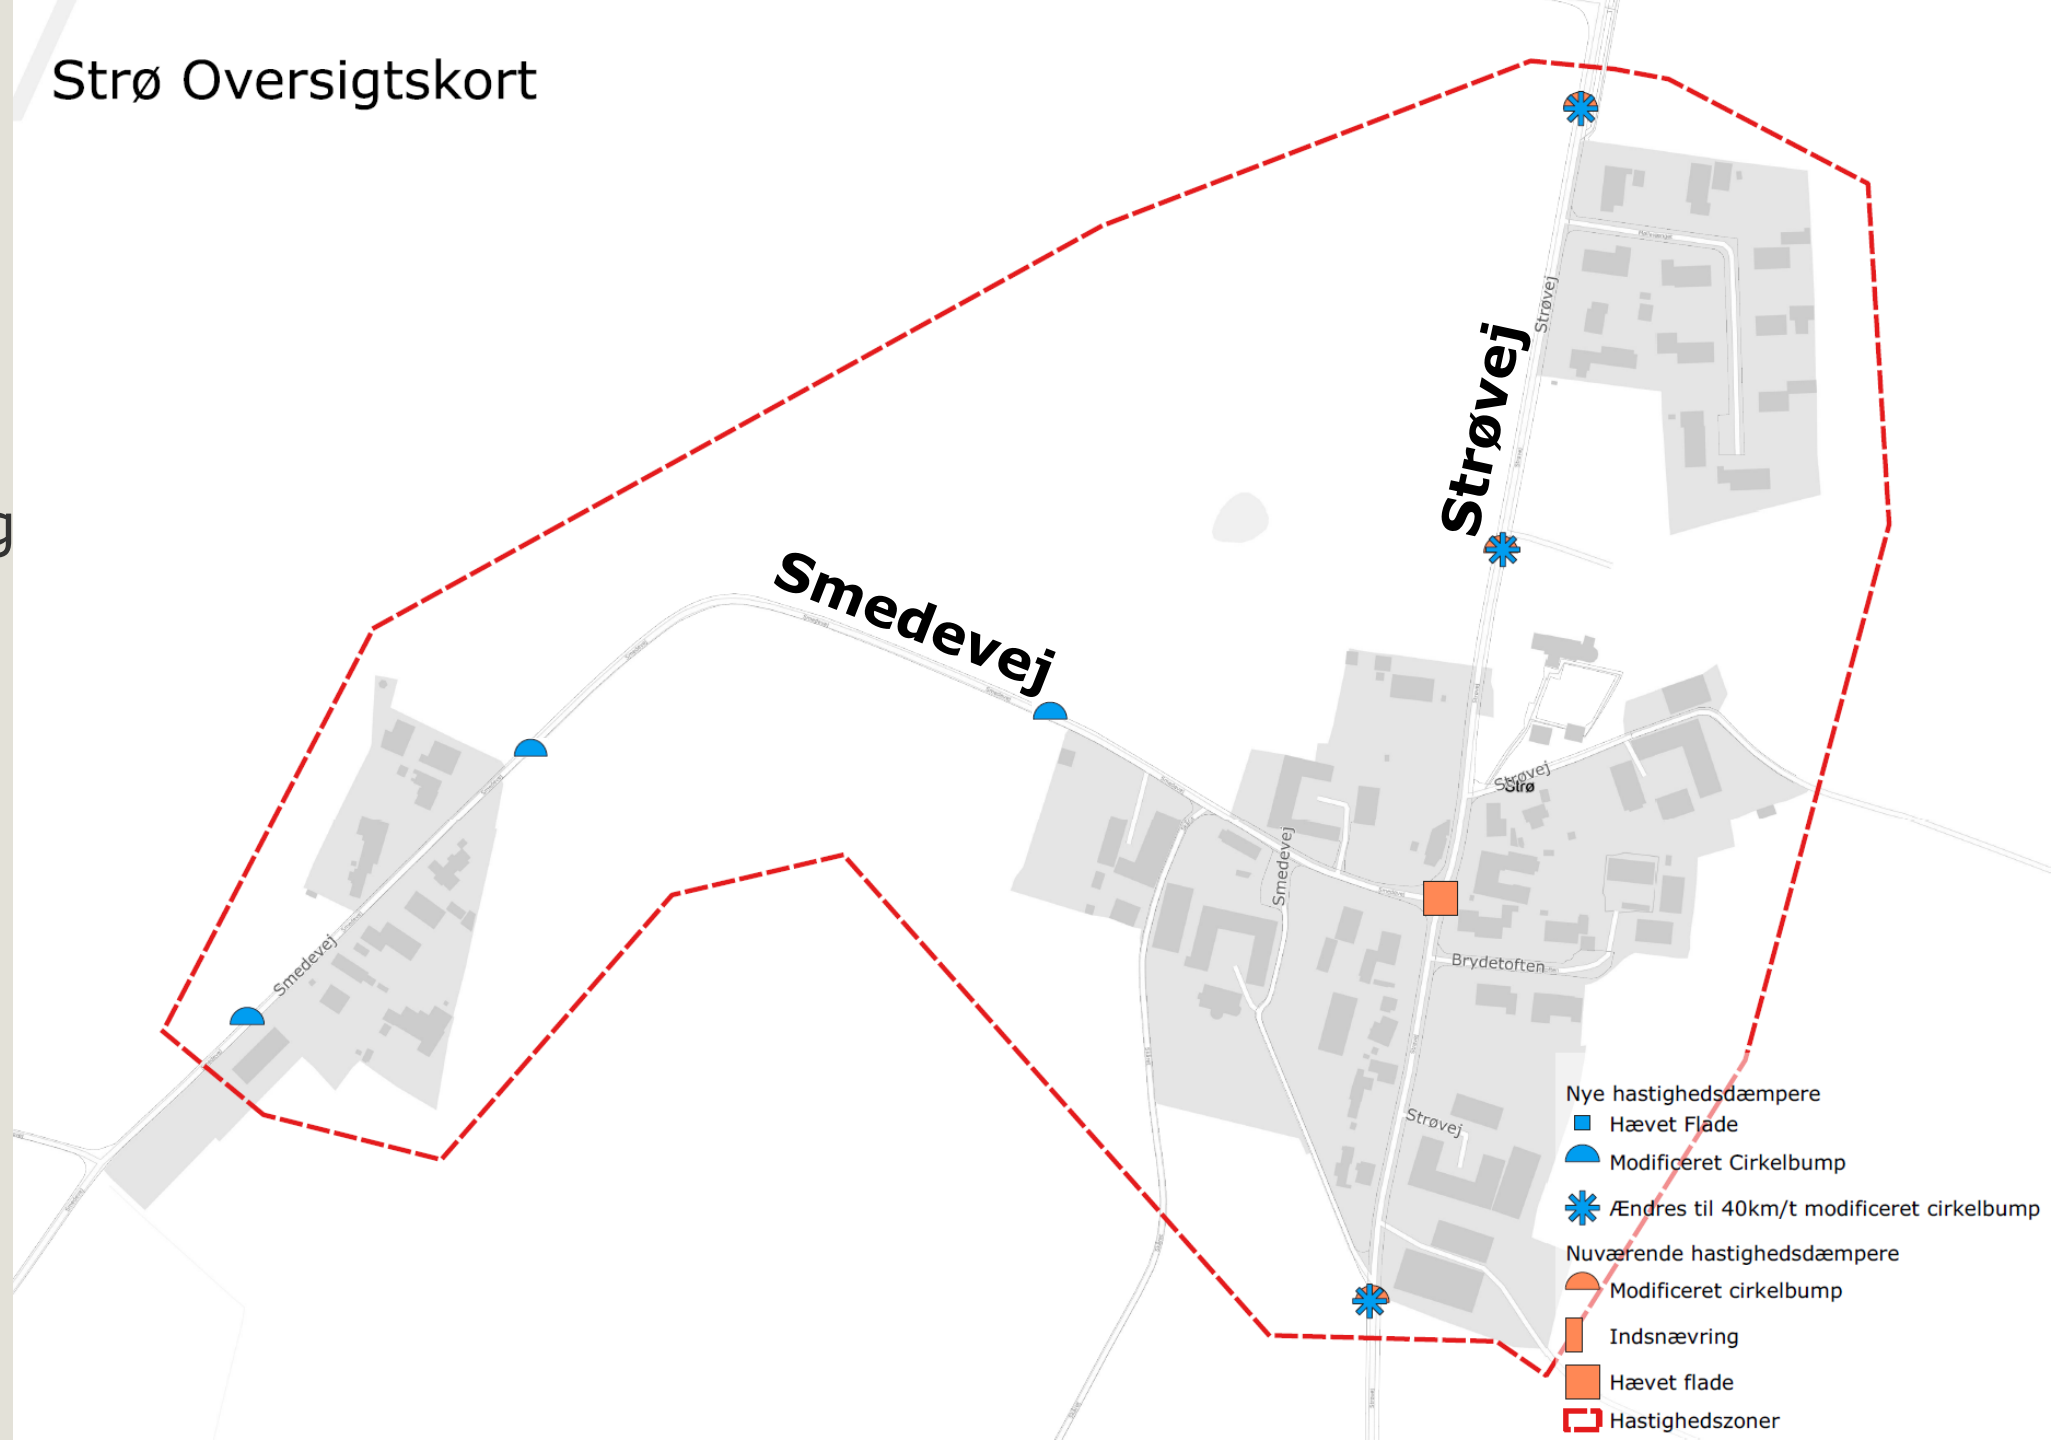 Strø Oversigtskort
g
Strøvej
Strøvej
Smedevej
Strøvej
Strø
Smedevej
Smedevej
Brydetoften
Strøvej
Nye hastighedsdæmpere
Hævet Flade
Modificeret Cirkelbump
Ændres til 40km/t modificeret cirkelbump
Nuværende hastighedsdæmpere
Modificeret cirkelbump
Indsnævring
Hævet flade
Hastighedszoner